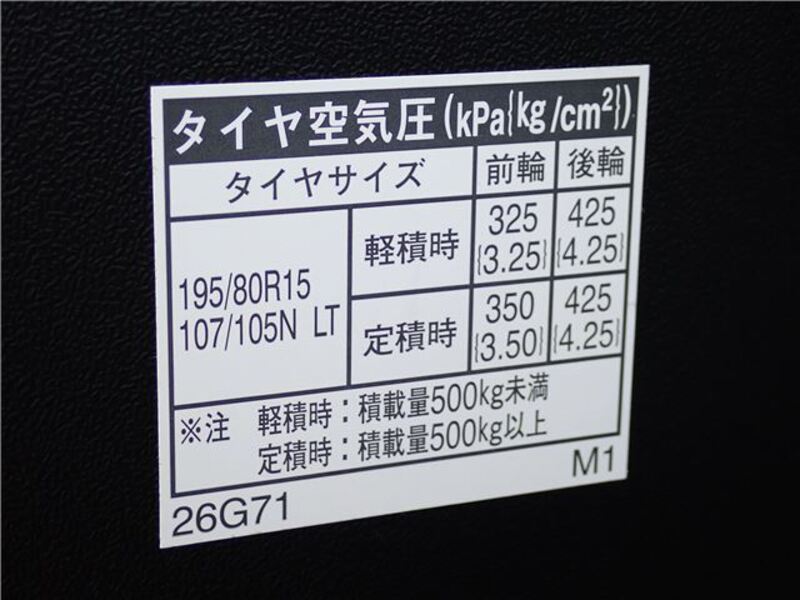 タイヤ空気圧(kPa{kg/cm²})
タイヤサイズ 前輪 後輪
195/80R15
107/105N LT
軽積時 325 425
{3.25} {4.25}
定積時 350 425
{3.50} {4.25}
※注 軽積時：積載量500kg未満
定積時：積載量500kg以上
26G71 M1